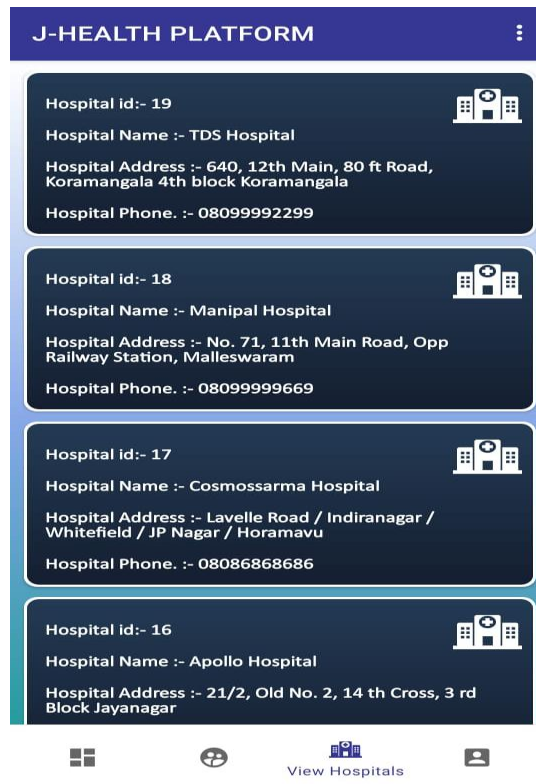 J-HEALTH PLATFORM
Hospital id:- 19
Hospital Name :- TDS Hospital
Hospital Address :- 640, 12th Main, 80 ft Road,
Koramangala 4th block Koramangala
Hospital Phone. :- 08099992299
Hospital id:- 18
Hospital Name :- Manipal Hospital
Hospital Address :- No. 71, 11th Main Road, Opp
Railway Station, Malleswaram
Hospital Phone. :- 08099999669
Hospital id:- 17
Hospital Name :- Cosmossarma Hospital
Hospital Address :- Lavelle Road / Indiranagar /
Whitefield / JP Nagar / Horamavu
Hospital Phone. :- 08086868686
Hospital id:- 16
Hospital Name :- Apollo Hospital
Hospital Address :- 21/2, Old No. 2, 14 th Cross, 3 rd
Block Jayanagar
View Hospitals